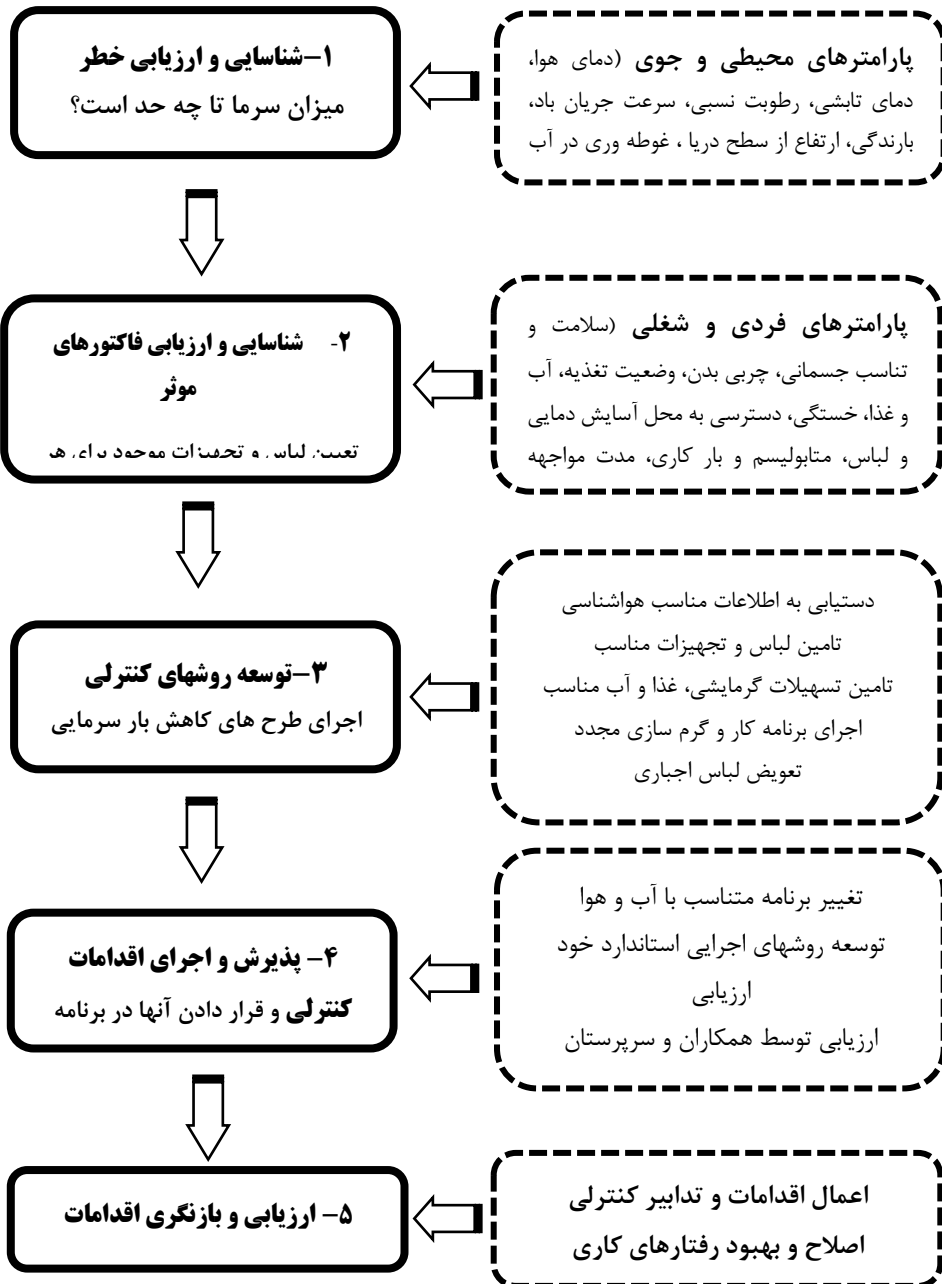 ۱–شناسایی و ارزیابی خطر
میزان سرما تا چه حد است؟
پارامترهای محیطی و جوی (دمای هوا،
دمای تابشی، رطوبت نسبی، سرعت جریان باد،
بارندگی، ارتفاع از سطح دریا ، غوطه وری در آب
۲- شناسایی و ارزیابی فاکتورهای
موثر
تعیین لباس و تجهیزات موجود برای هر
پارامترهای فردی و شغلی (سلامت و
تناسب جسمانی، چربی بدن، وضعیت تغذیه، آب
و غذا، خستگی، دسترسی به محل آسایش دمایی
و لباس، متابولیسم و بار کاری، مدت مواجهه
۳–توسعه روشهای کنترلی
اجرای طرح های کاهش بار سرمایی
دستیابی به اطلاعات مناسب هواشناسی
تامین لباس و تجهیزات مناسب
تامین تسهیلات گرمایشی، غذا و آب مناسب
اجرای برنامه کار و گرم سازی مجدد
تعویض لباس اجباری
۴– پذیرش و اجرای اقدامات
کنترلی و قرار دادن آنها در برنامه
تغییر برنامه متناسب با آب و هوا
توسعه روشهای اجرایی استاندارد خود
ارزیابی
ارزیابی توسط همکاران و سرپرستان
۵– ارزیابی و بازنگری اقدامات
اعمال اقدامات و تدابیر کنترلی
اصلاح و بهبود رفتارهای کاری